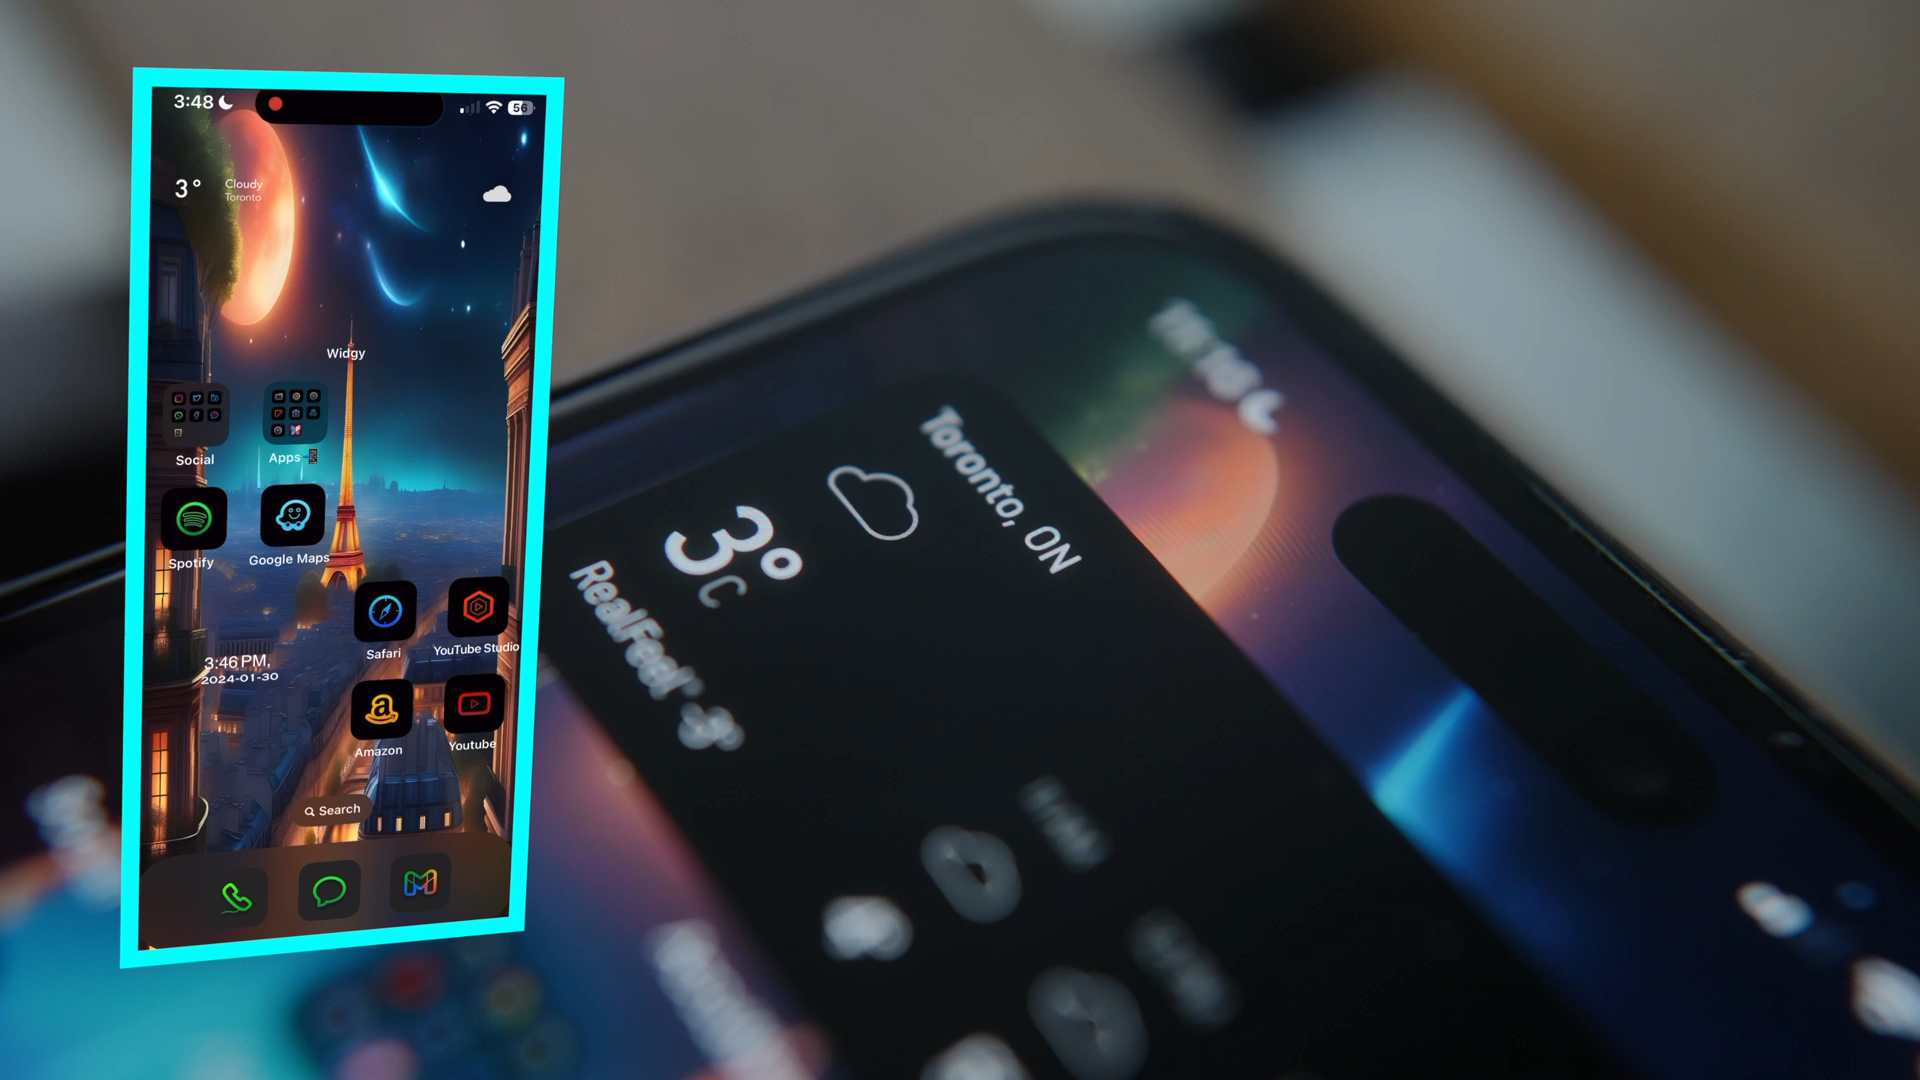 3:48
56
3°
Cloudy
Toronto
Widgy
Social
Apps
Spotify
Google Maps
Safari
YouTube Studio
3:46 PM,
2024-01-30
Amazon
Youtube
Search
Toronto, ON
3°
C
RealFeel®